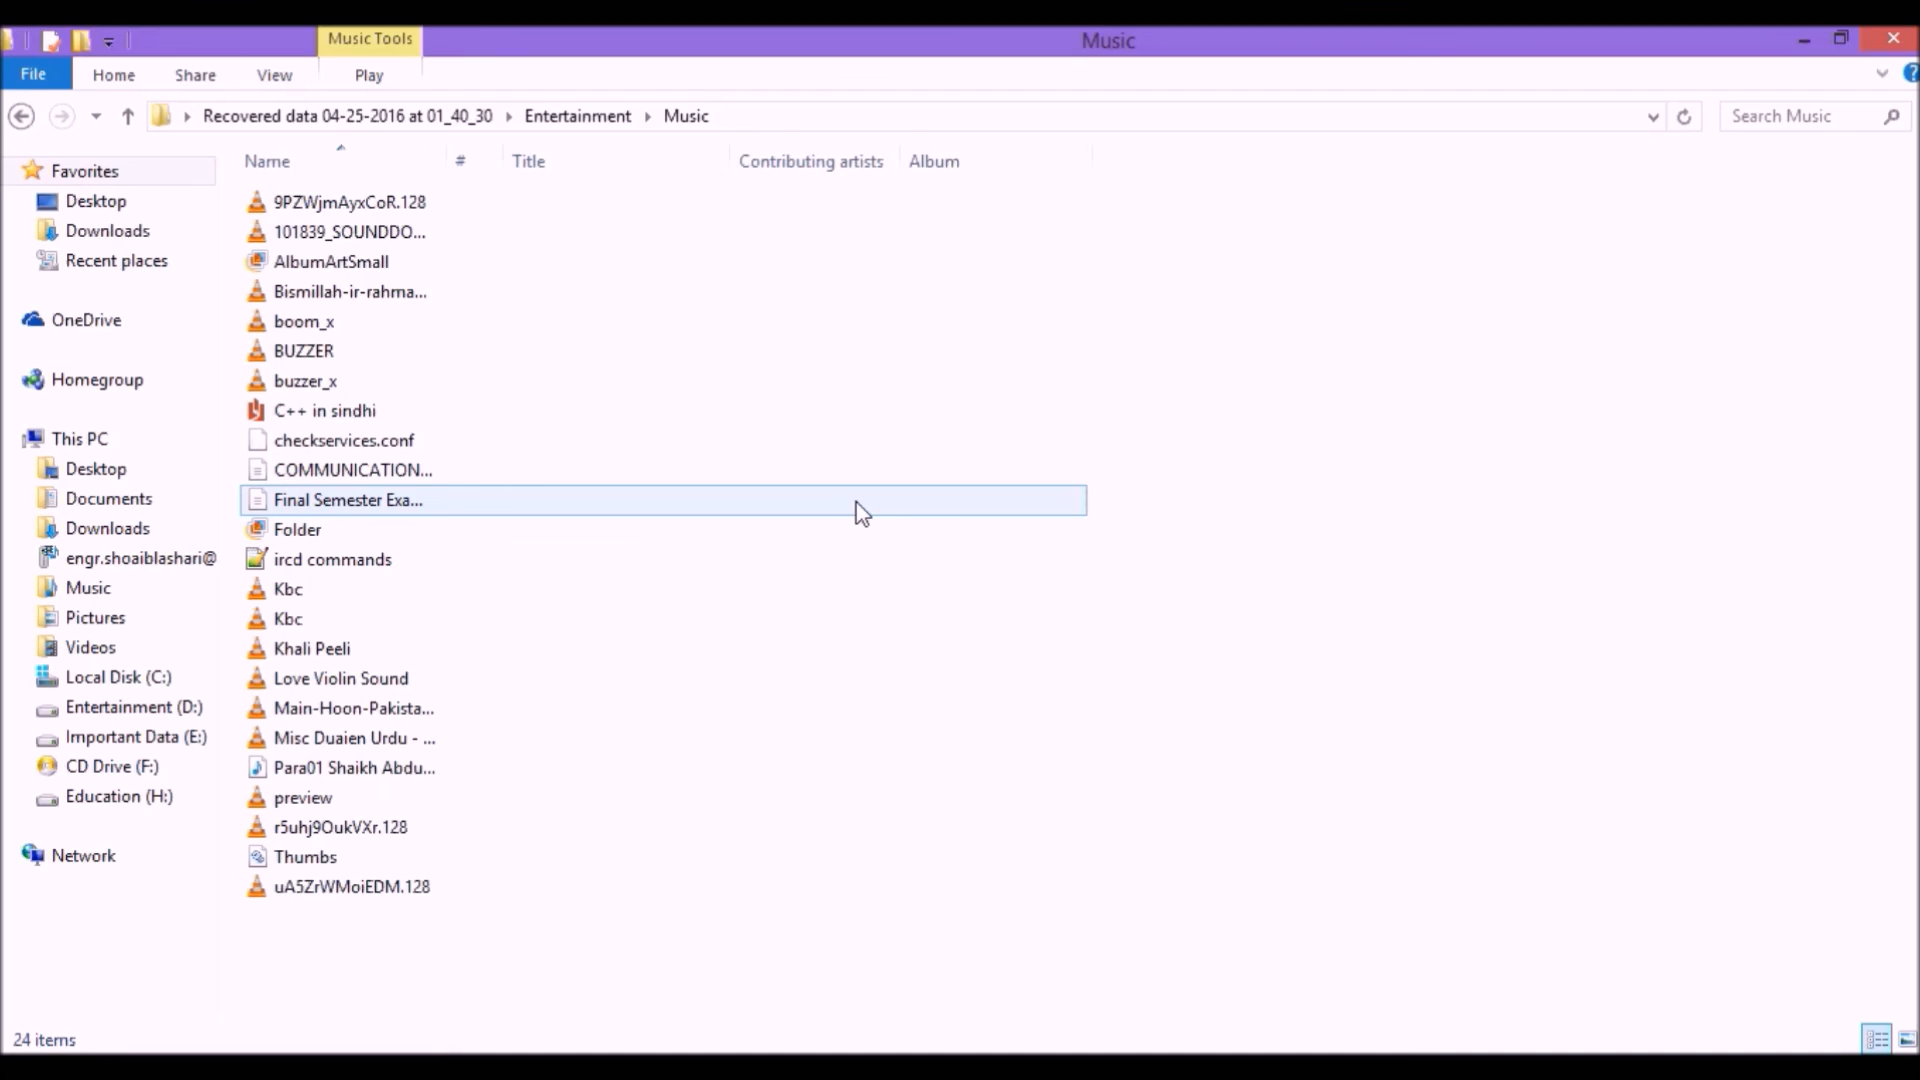 Music Tools
Music
File
Home
Share
View
Play
Recovered data 04-25-2016 at 01_40_30
Entertainment
Music
Search Music
Name
#
Title
Contributing artists
Album
Favorites
Desktop
Downloads
Recent places
OneDrive
Homegroup
This PC
Desktop
Documents
Downloads
engr.shoaiblashari@
Music
Pictures
Videos
Local Disk (C:)
Entertainment (D:)
Important Data (E:)
CD Drive (F:)
Education (H:)
Network
9PZWjmAyxCoR.128
101839_SOUNDDO...
AlbumArtSmall
Bismillah-ir-rahma...
boom_x
BUZZER
buzzer_x
C++ in sindhi
checkservices.conf
COMMUNICATION...
Final Semester Exa...
Folder
ircd commands
Kbc
Kbc
Khali Peeli
Love Violin Sound
Main-Hoon-Pakista...
Misc Duaien Urdu - ...
Para01 Shaikh Abdu...
preview
r5uhj9OukVXr.128
Thumbs
uA5ZrWMoiEDM.128
24 items